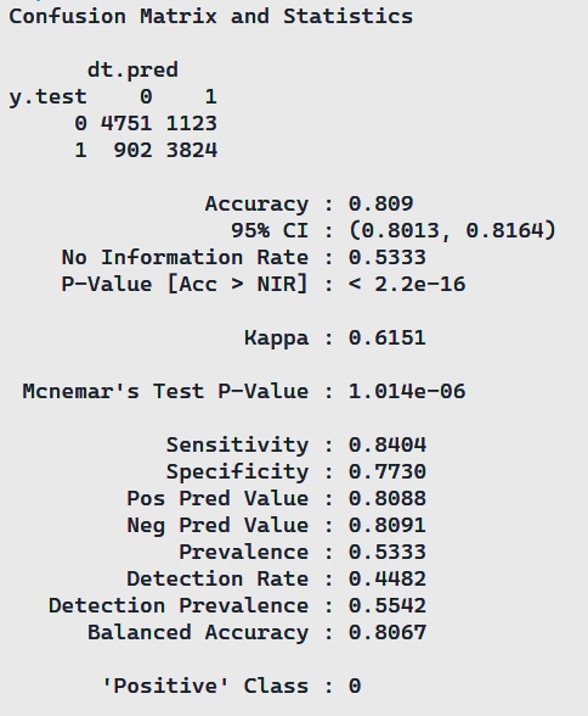 Confusion Matrix and Statistics
dt.pred
y.test 0 1
0 4751 1123
1 902 3824
Accuracy : 0.809
95% CI : (0.8013, 0.8164)
No Information Rate : 0.5333
P-Value [Acc > NIR] : < 2.2e-16
Kappa : 0.6151
Mcnemar's Test P-Value : 1.014e-06
Sensitivity : 0.8404
Specificity : 0.7730
Pos Pred Value : 0.8088
Neg Pred Value : 0.8091
Prevalence : 0.5333
Detection Rate : 0.4482
Detection Prevalence : 0.5542
Balanced Accuracy : 0.8067
'Positive' Class : 0